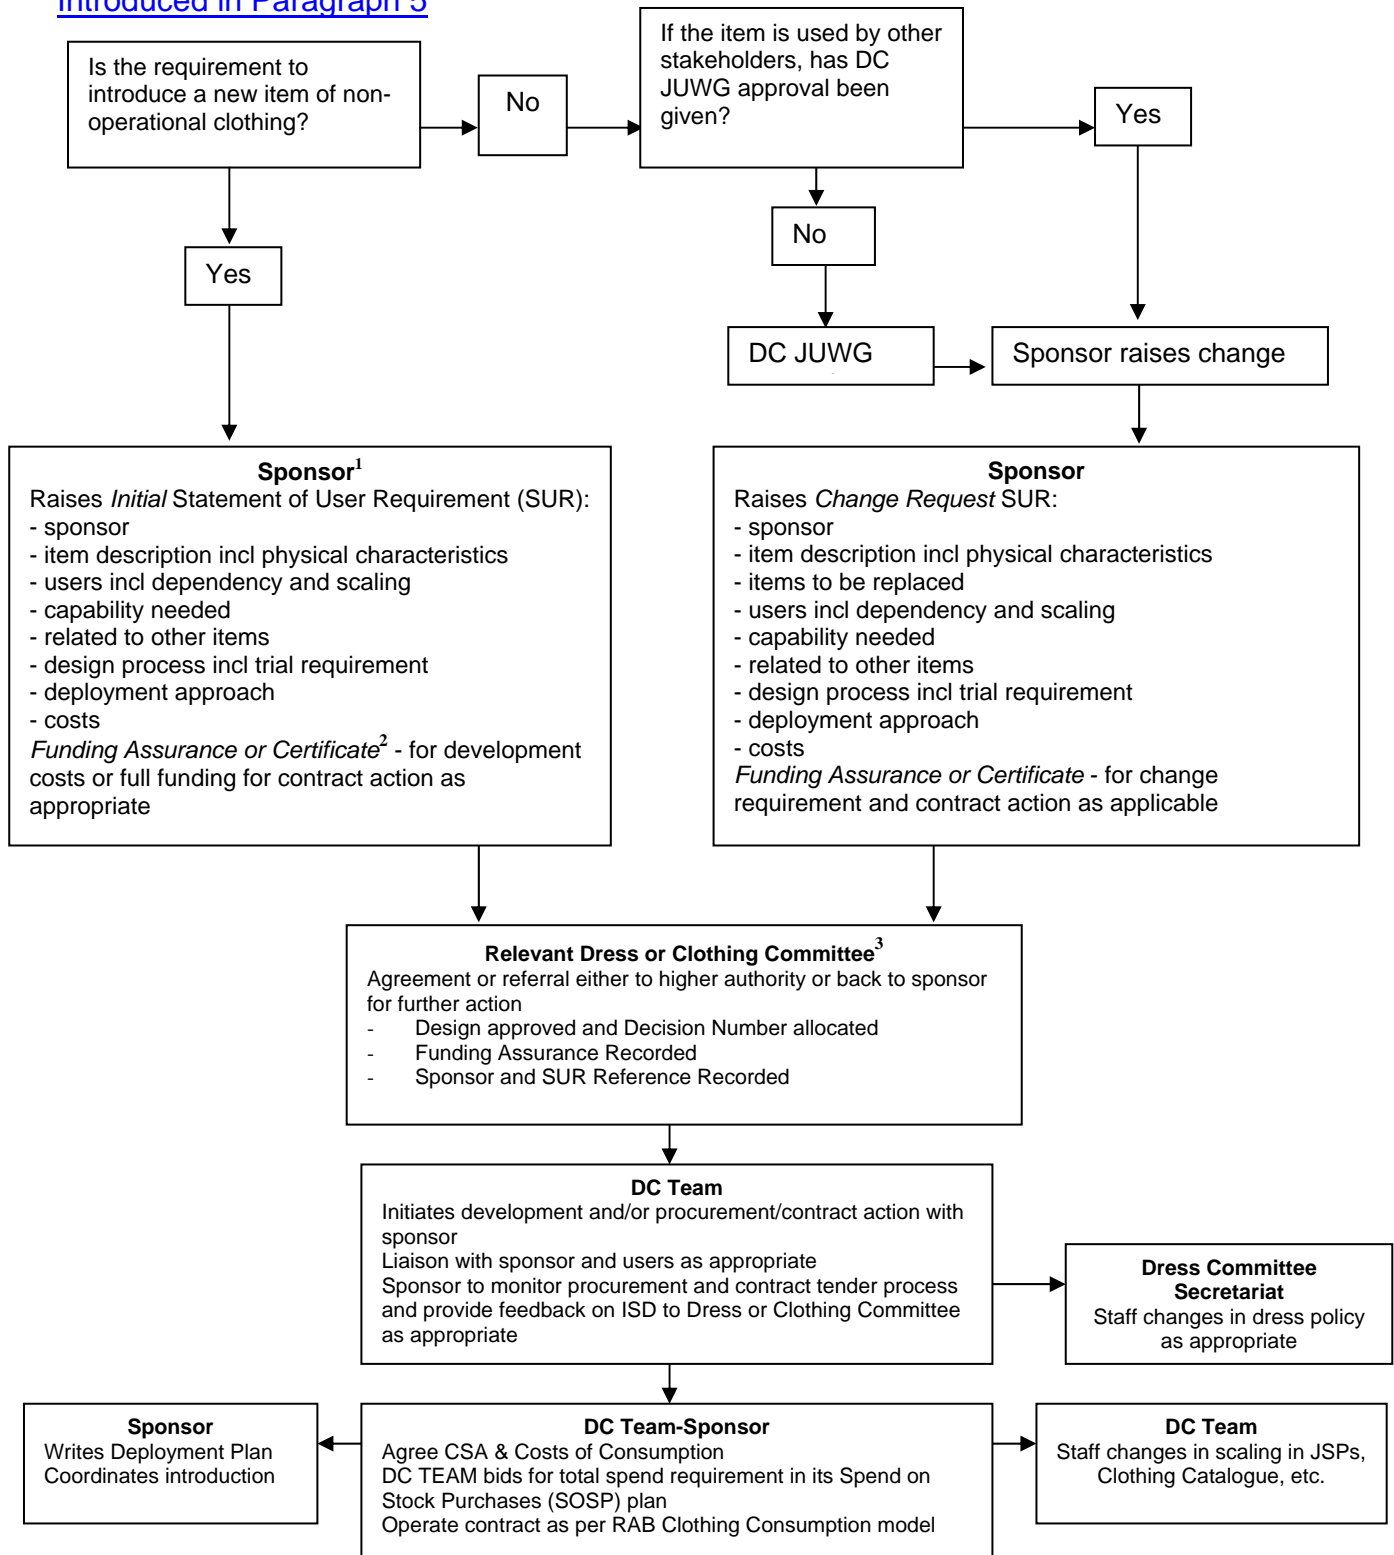 Introduced in Paragraph 5
Is the requirement to
introduce a new item of non-
operational clothing?
No
If the item is used by other
stakeholders, has DC
JUWG approval been
given?
Yes
No
Yes
DC JUWG
Sponsor raises change
Sponsor1
Raises Initial Statement of User Requirement (SUR):
- sponsor
- item description incl physical characteristics
- users incl dependency and scaling
- capability needed
- related to other items
- design process incl trial requirement
- deployment approach
- costs
Funding Assurance or Certificate2 - for development
costs or full funding for contract action as
appropriate
Sponsor
Raises Change Request SUR:
- sponsor
- item description incl physical characteristics
- items to be replaced
- users incl dependency and scaling
- capability needed
- related to other items
- design process incl trial requirement
- deployment approach
- costs
Funding Assurance or Certificate - for change
requirement and contract action as applicable
Relevant Dress or Clothing Committee3
Agreement or referral either to higher authority or back to sponsor
for further action
- Design approved and Decision Number allocated
- Funding Assurance Recorded
- Sponsor and SUR Reference Recorded
DC Team
Initiates development and/or procurement/contract action with
sponsor
Liaison with sponsor and users as appropriate
Sponsor to monitor procurement and contract tender process
and provide feedback on ISD to Dress or Clothing Committee
as appropriate
Dress Committee
Secretariat
Staff changes in dress policy
as appropriate
Sponsor
Writes Deployment Plan
Coordinates introduction
DC Team-Sponsor
Agree CSA & Costs of Consumption
DC TEAM bids for total spend requirement in its Spend on
Stock Purchases (SOSP) plan
Operate contract as per RAB Clothing Consumption model
DC Team
Staff changes in scaling in JSPs,
Clothing Catalogue, etc.